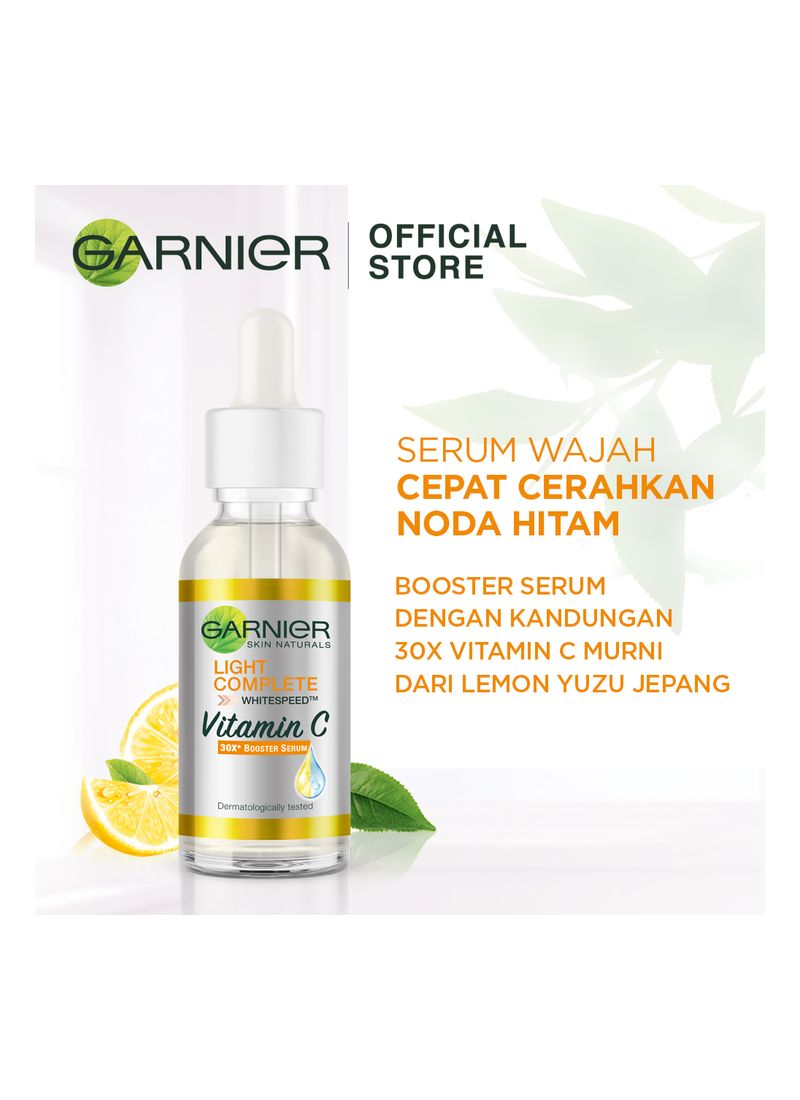 GARNIER
OFFICIAL
STORE
SERUM WAJAH
CEPAT CERAHKAN
NODA HITAM
BOOSTER SERUM
DENGAN KANDUNGAN
30X VITAMIN C MURNI
DARI LEMON YUZU JEPANG
GARNIER
SKIN NATURALS
LIGHT
COMPLETE
WHITESPEED™
Vitamin C
30X* BOOSTER SERUM
Dermatologically tested